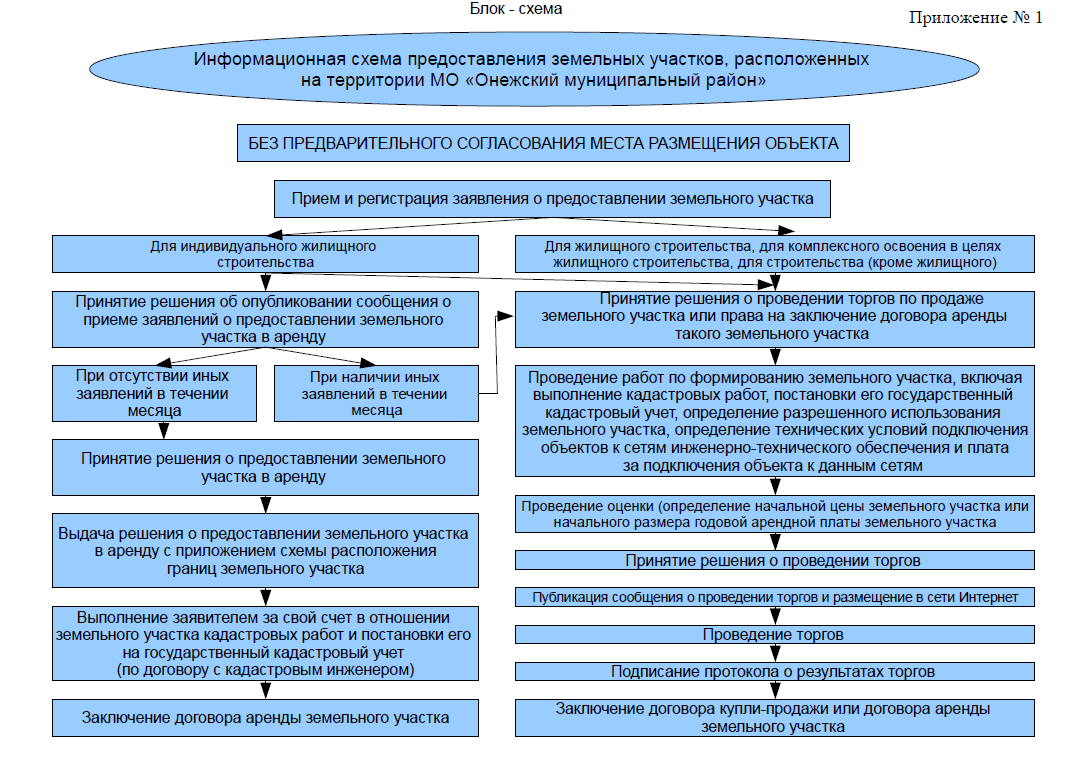 Блок - схема
Приложение № 1
Информационная схема предоставления земельных участков, расположенных
на территории МО «Онежский муниципальный район»
БЕЗ ПРЕДВАРИТЕЛЬНОГО СОГЛАСОВАНИЯ МЕСТА РАЗМЕЩЕНИЯ ОБЪЕКТА
Прием и регистрация заявления о предоставлении земельного участка
Для индивидуального жилищного
строительства
Для жилищного строительства, для комплексного освоения в целях
жилищного строительства, для строительства (кроме жилищного)
Принятие решения об опубликовании сообщения о
приеме заявлений о предоставлении земельного
участка в аренду
При отсутствии иных
заявлений в течении
месяца
При наличии иных
заявлений в течении
месяца
Принятие решения о предоставлении земельного
участка в аренду
Выдача решения о предоставлении земельного участка
в аренду с приложением схемы расположения
границ земельного участка
Выполнение заявителем за свой счет в отношении
земельного участка кадастровых работ и постановки его
на государственный кадастровый учет
(по договору с кадастровым инженером)
Заключение договора аренды земельного участка
Принятие решения о проведении торгов по продаже
земельного участка или права на заключение договора аренды
такого земельного участка
Проведение работ по формированию земельного участка, включая
выполнение кадастровых работ, постановки его государственный
кадастровый учет, определение разрешенного использования
земельного участка, определение технических условий подключения
объектов к сетям инженерно-технического обеспечения и плата
за подключения объекта к данным сетям
Проведение оценки (определение начальной цены земельного участка или
начального размера годовой арендной платы земельного участка
Принятие решения о проведении торгов
Публикация сообщения о проведении торгов и размещение в сети Интернет
Проведение торгов
Подписание протокола о результатах торгов
Заключение договора купли-продажи или договора аренды
земельного участка